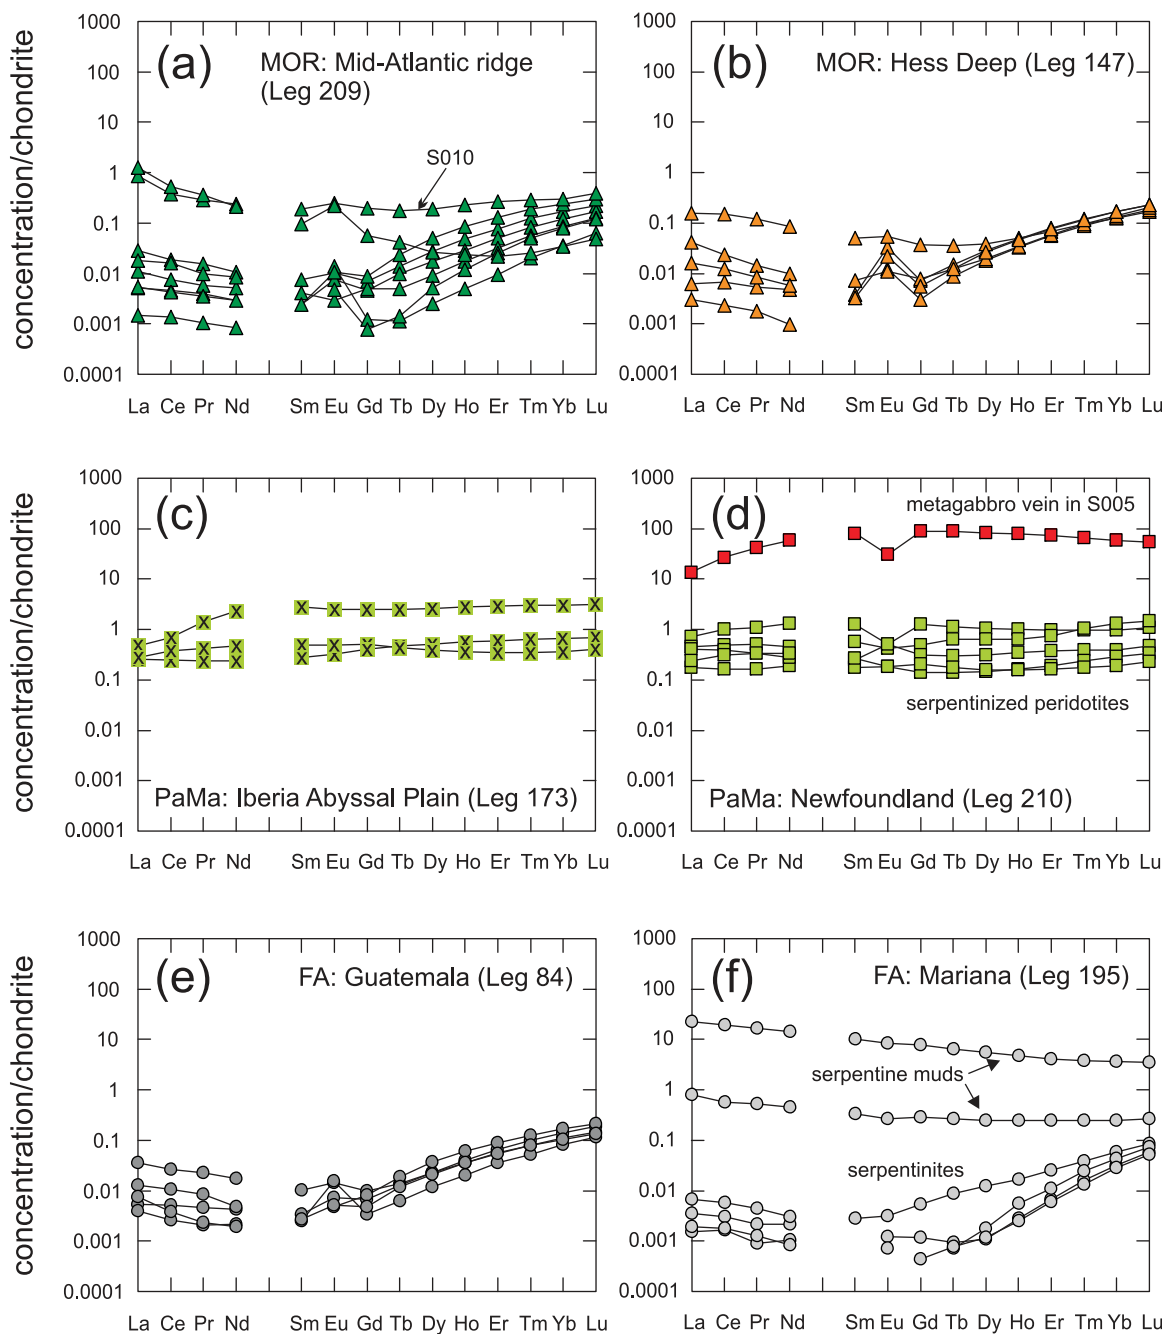 (a) MOR: Mid-Atlantic ridge
(Leg 209)
S010
1000
100
10
1
0.1
0.01
0.001
0.0001
concentration/chondrite
La Ce Pr Nd Sm Eu Gd Tb Dy Ho Er Tm Yb Lu
(b) MOR: Hess Deep (Leg 147)
1000
100
10
1
0.1
0.01
0.001
0.0001
La Ce Pr Nd Sm Eu Gd Tb Dy Ho Er Tm Yb Lu
(c)
1000
100
10
1
0.1
0.01
0.001
0.0001
concentration/chondrite
PaMa: Iberia Abyssal Plain (Leg 173)
La Ce Pr Nd Sm Eu Gd Tb Dy Ho Er Tm Yb Lu
(d)
metagabbro vein in S005
1000
100
10
1
0.1
0.01
0.001
0.0001
serpentinized peridotites
PaMa: Newfoundland (Leg 210)
La Ce Pr Nd Sm Eu Gd Tb Dy Ho Er Tm Yb Lu
(e) FA: Guatemala (Leg 84)
1000
100
10
1
0.1
0.01
0.001
0.0001
concentration/chondrite
La Ce Pr Nd Sm Eu Gd Tb Dy Ho Er Tm Yb Lu
(f) FA: Mariana (Leg 195)
1000
100
10
1
0.1
0.01
0.001
0.0001
serpentine muds
serpentinites
La Ce Pr Nd Sm Eu Gd Tb Dy Ho Er Tm Yb Lu